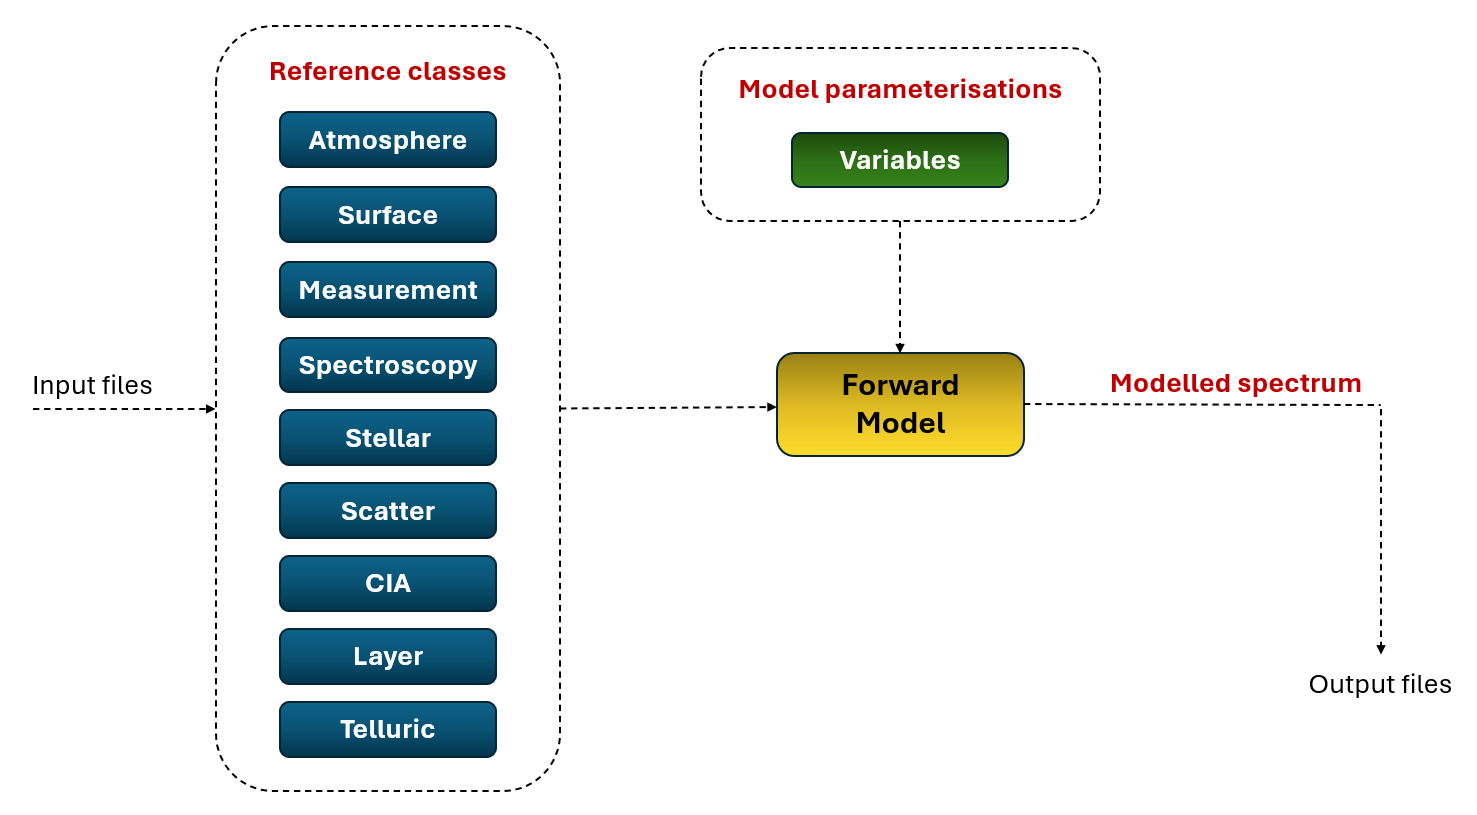 Reference classes
Atmosphere
Surface
Measurement
Spectroscopy
Stellar
Scatter
CIA
Layer
Telluric
Input files
Model parameterisations
Variables
Forward
Model
Modelled spectrum
Output files